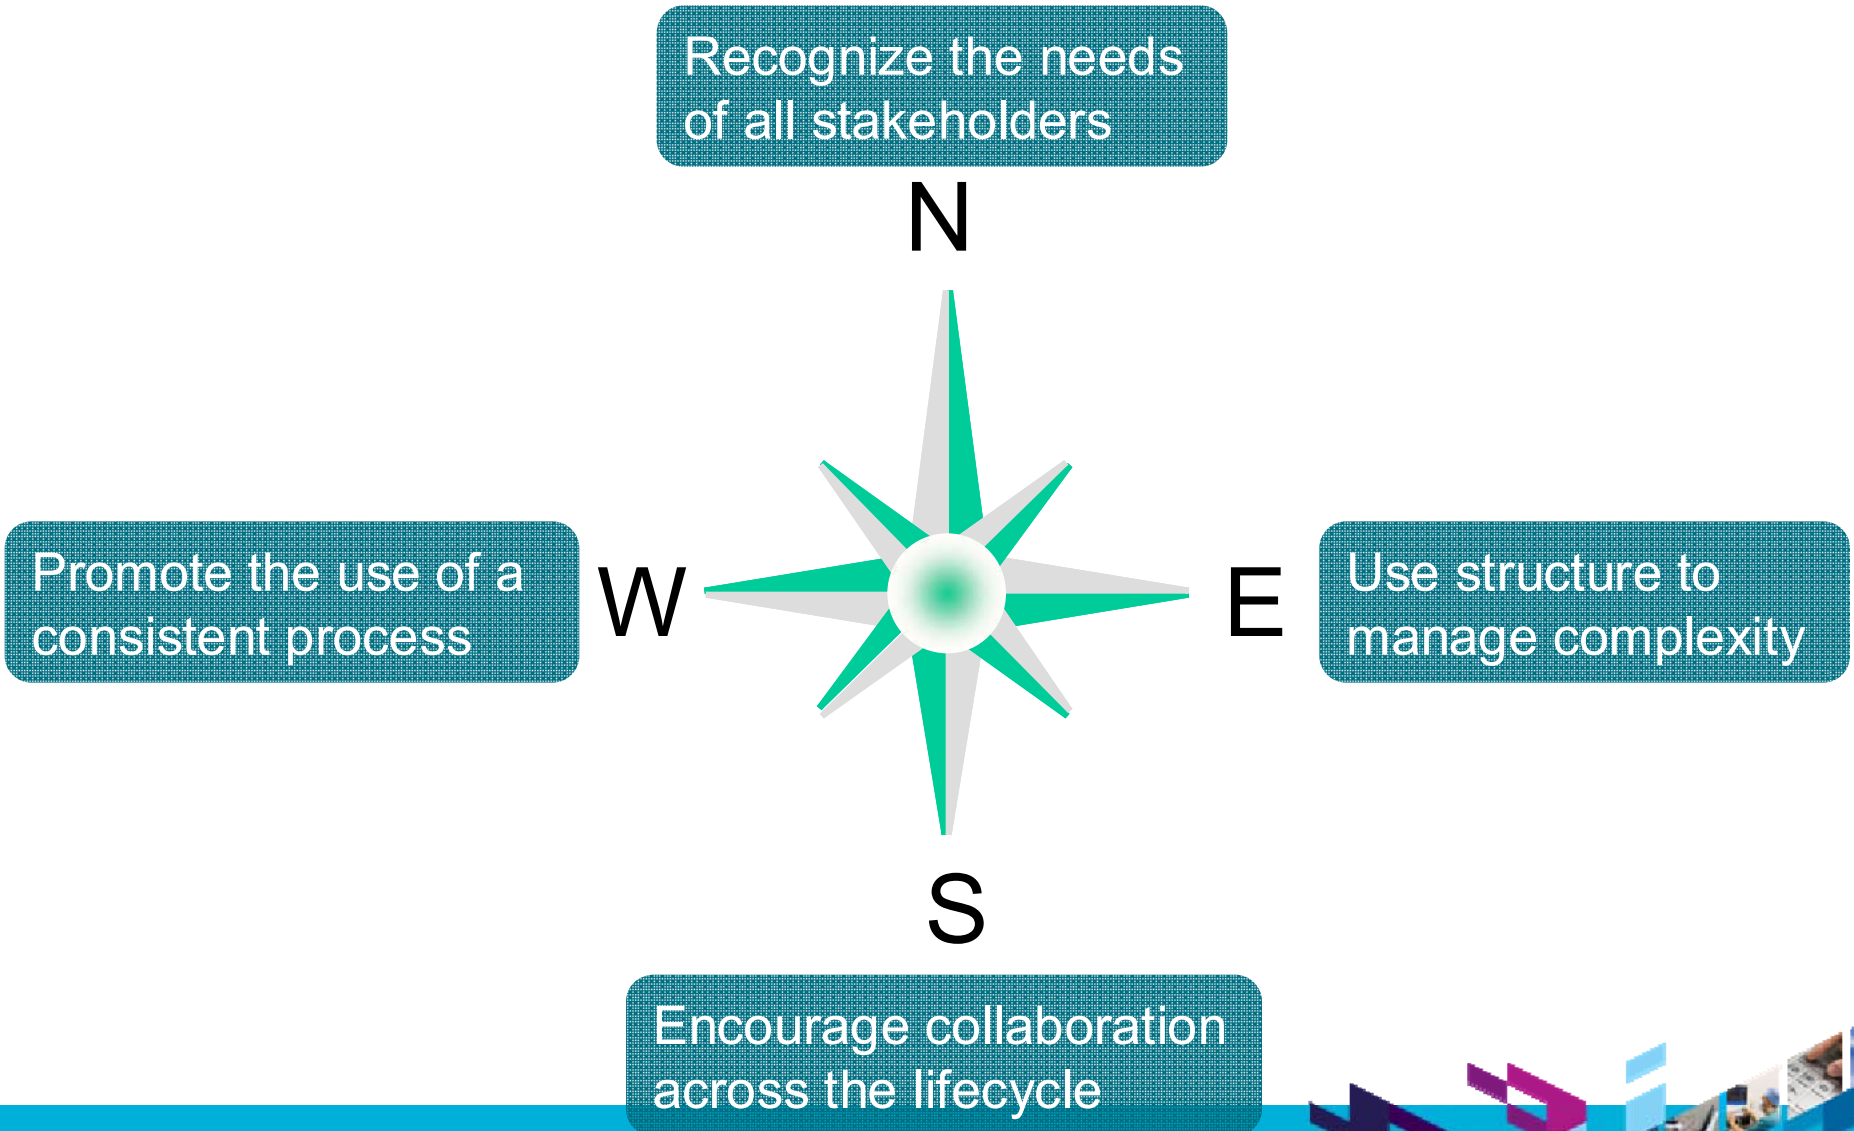 Recognize the needs
of all stakeholders
N
Promote the use of a
consistent process
W
E
Use structure to
manage complexity
S
Encourage collaboration
across the lifecycle